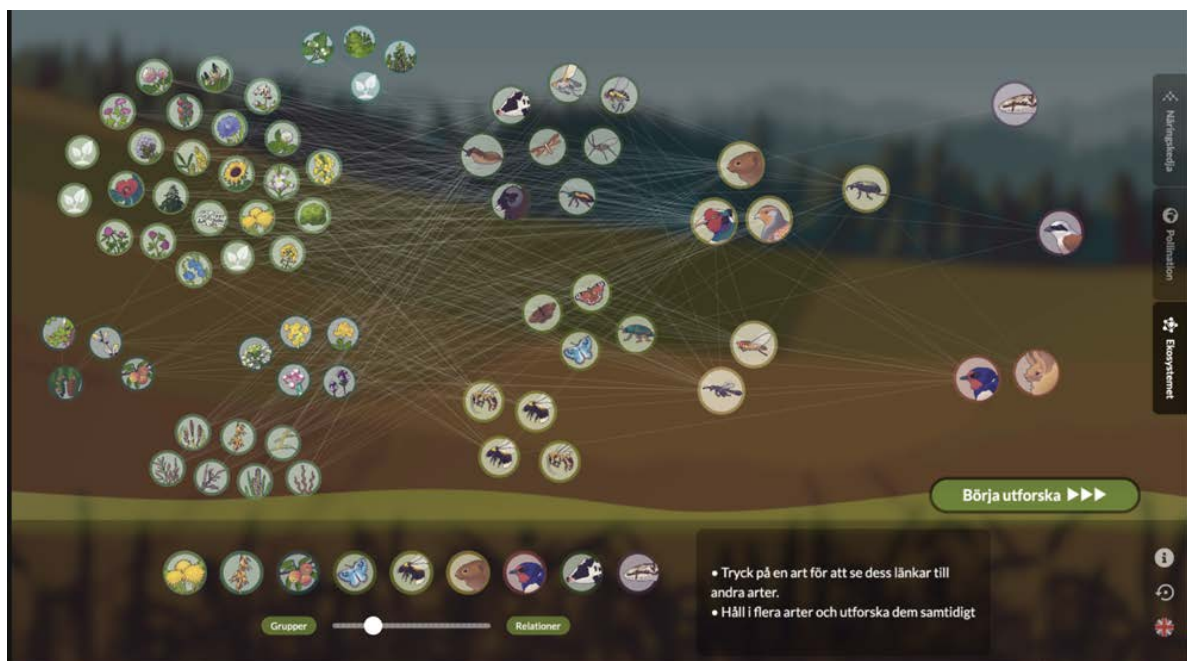 Näringskedja
Pollination
Ekosystemet
Börja utforska
• Tryck på en art för att se dess länkar till
andra arter.
• Håll i flera arter och utforska dem samtidigt
Grupper
Relationer